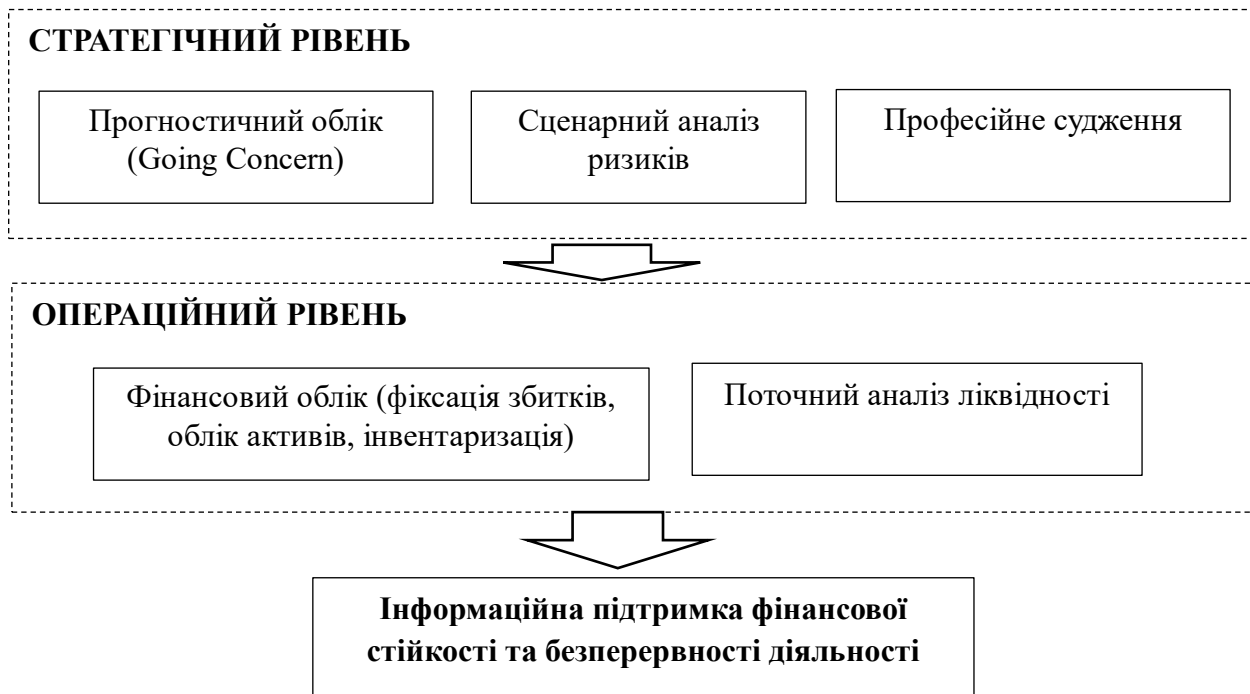 СТРАТЕГІЧНИЙ РІВЕНЬ
Прогностичний облік
(Going Concern)
Сценарний аналіз
ризиків
Професійне судження
ОПЕРАЦІЙНИЙ РІВЕНЬ
Фінансовий облік (фіксація збитків,
облік активів, інвентаризація)
Поточний аналіз ліквідності
Інформаційна підтримка фінансової
стійкості та безперервності діяльності